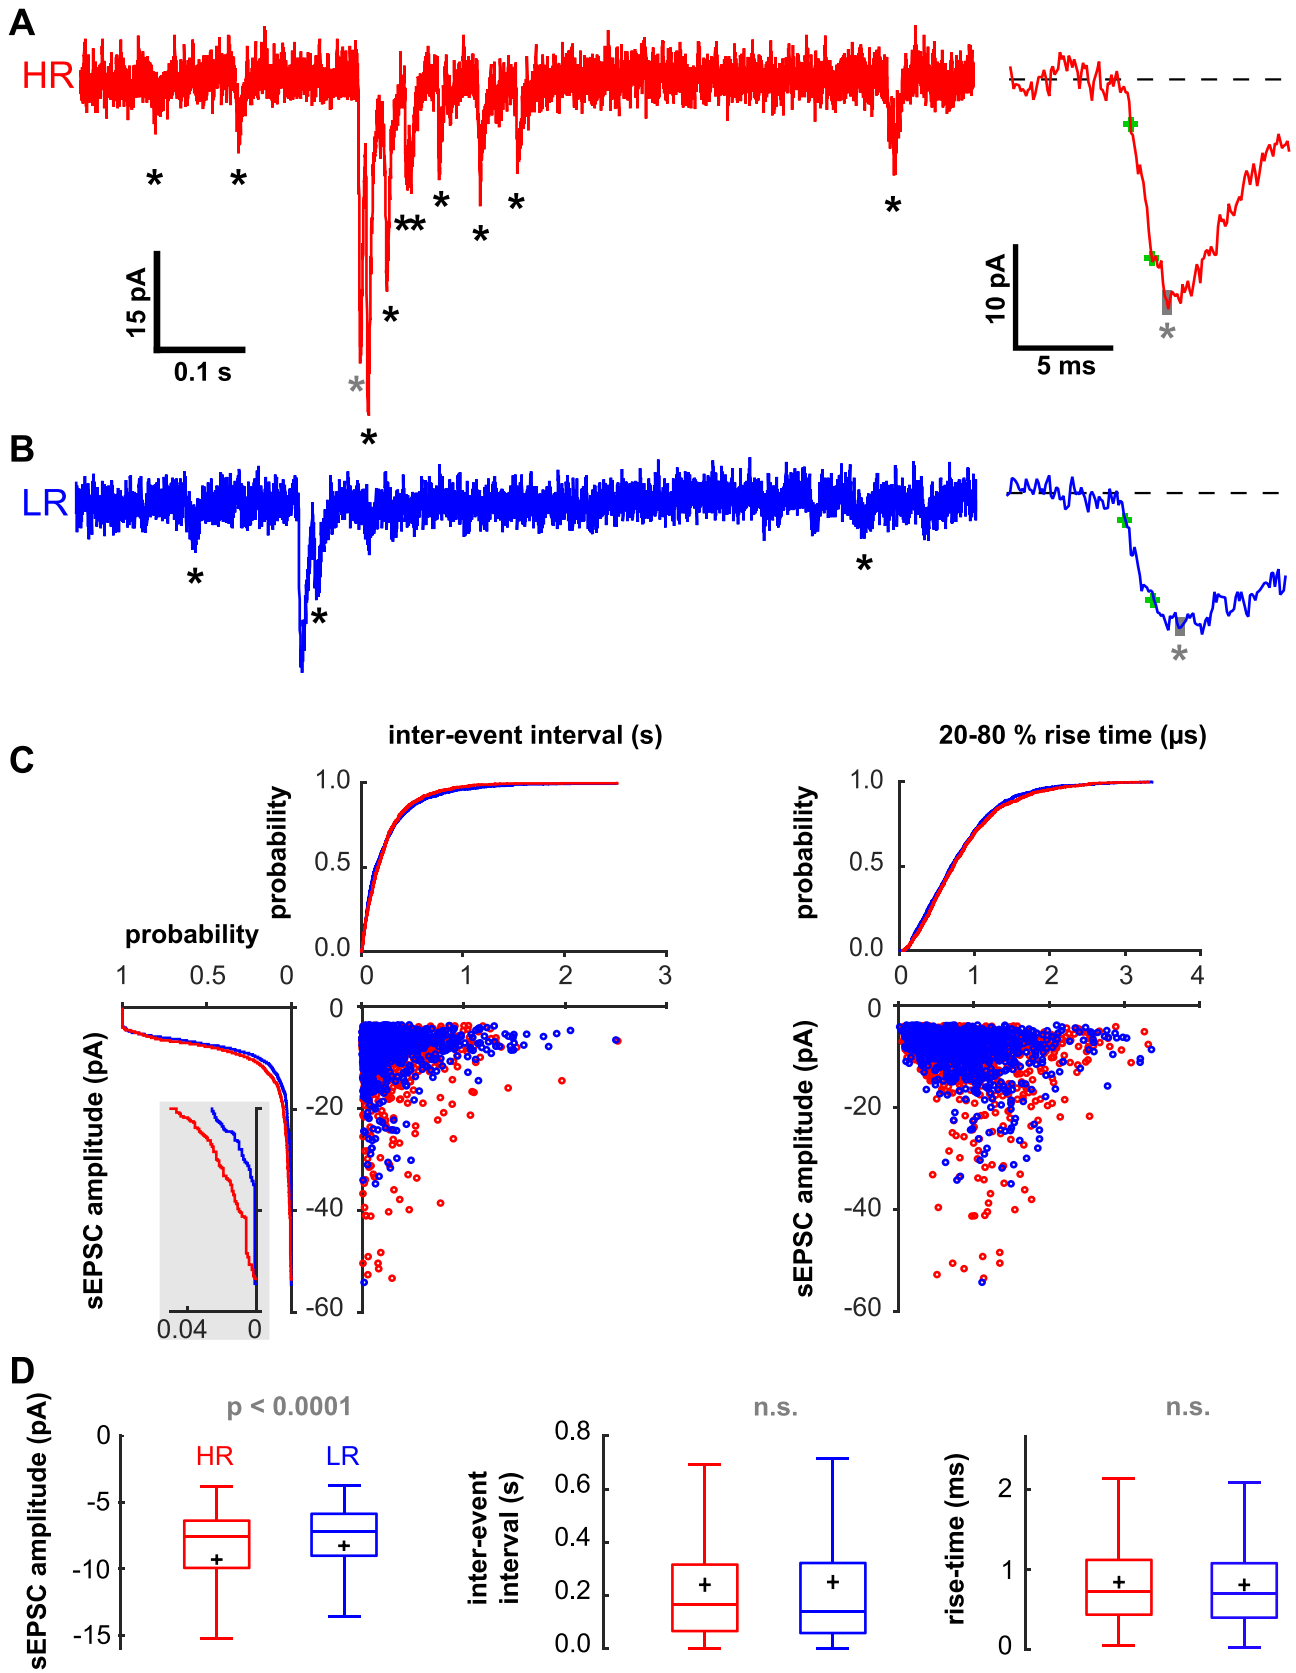 A
HR
* * * * * * * * * * *
15 pA
0.1 s
10 pA
5 ms
*
B
LR
* * *
*
C
inter-event interval (s)
20-80 % rise time (µs)
probability
1.0
0.5
0.0
0 1 2 3
probability
1.0
0.5
0.0
0 1 2 3 4
probability
1 0.5 0
sEPSC amplitude (pA)
0.04 0
0
-20
-40
-60
sEPSC amplitude (pA)
0
-20
-40
-60
D
sEPSC amplitude (pA)
p < 0.0001
HR LR
0
-5
-10
-15
+ +
inter-event
interval (s)
n.s.
0.8
0.6
0.4
0.2
0.0
+ +
rise-time (ms)
n.s.
2
1
0
+ +